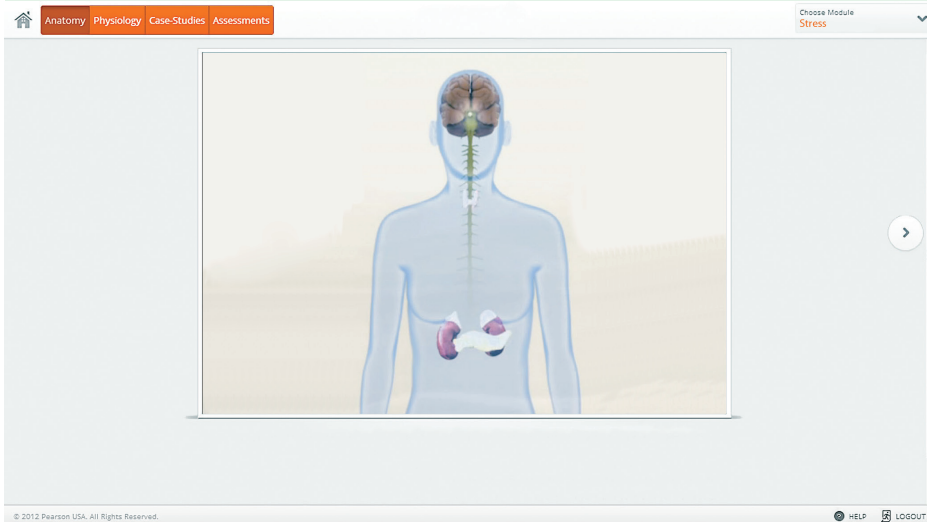 Anatomy Physiology Case-Studies Assessments
Choose Module
Stress
© 2012 Pearson USA. All Rights Reserved.
HELP LOGOUT